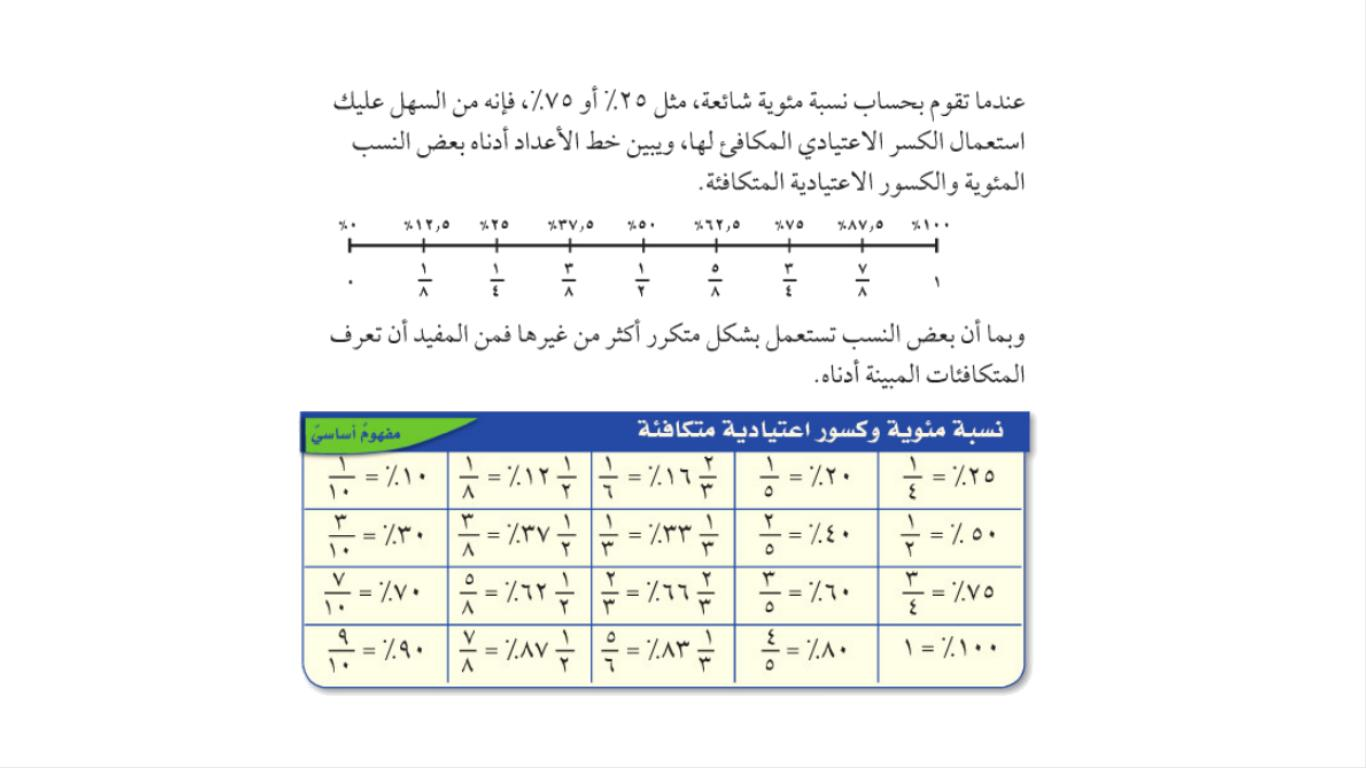 عندما تقوم بحساب نسبة مئوية شائعة، مثل ٢٥٪ أو ٧٥٪، فإنه من السهل عليك
استعمال الكسر الاعتيادي المكافئ لها، ويبين خط الأعداد أدناه بعض النسب
المئوية والكسور الاعتيادية المتكافئة.
٠٪ ١٢,٥٪ ٢٥٪ ٣٧,٥٪ ٥٠٪ ٦٢,٥٪ ٧٥٪ ٨٧,٥٪ ١٠٠٪
٠ ١/٨ ١/٤ ٣/٨ ١/٢ ٥/٨ ٣/٤ ٧/٨ ١
وبما أن بعض النسب تستعمل بشكل متكرر أكثر من غيرها فمن المفيد أن تعرف
المتكافئات المبينة أدناه.
نسبة مئوية وكسور اعتيادية متكافئة مفهومٌ أساسيٌ
٢٥٪ = ١/٤ ٢٠٪ = ١/٥ ١٦ ٢/٣٪ = ١/٦ ١٢ ١/٢٪ = ١/٨ ١٠٪ = ١/١٠
٥٠٪ = ١/٢ ٤٠٪ = ٢/٥ ٣٣ ١/٣٪ = ١/٣ ٣٧ ١/٢٪ = ٣/٨ ٣٠٪ = ٣/١٠
٧٥٪ = ٣/٤ ٦٠٪ = ٣/٥ ٦٦ ٢/٣٪ = ٢/٣ ٦٢ ١/٢٪ = ٥/٨ ٧٠٪ = ٧/١٠
١٠٠٪ = ١ ٨٠٪ = ٤/٥ ٨٣ ١/٣٪ = ٥/٦ ٨٧ ١/٢٪ = ٧/٨ ٩٠٪ = ٩/١٠